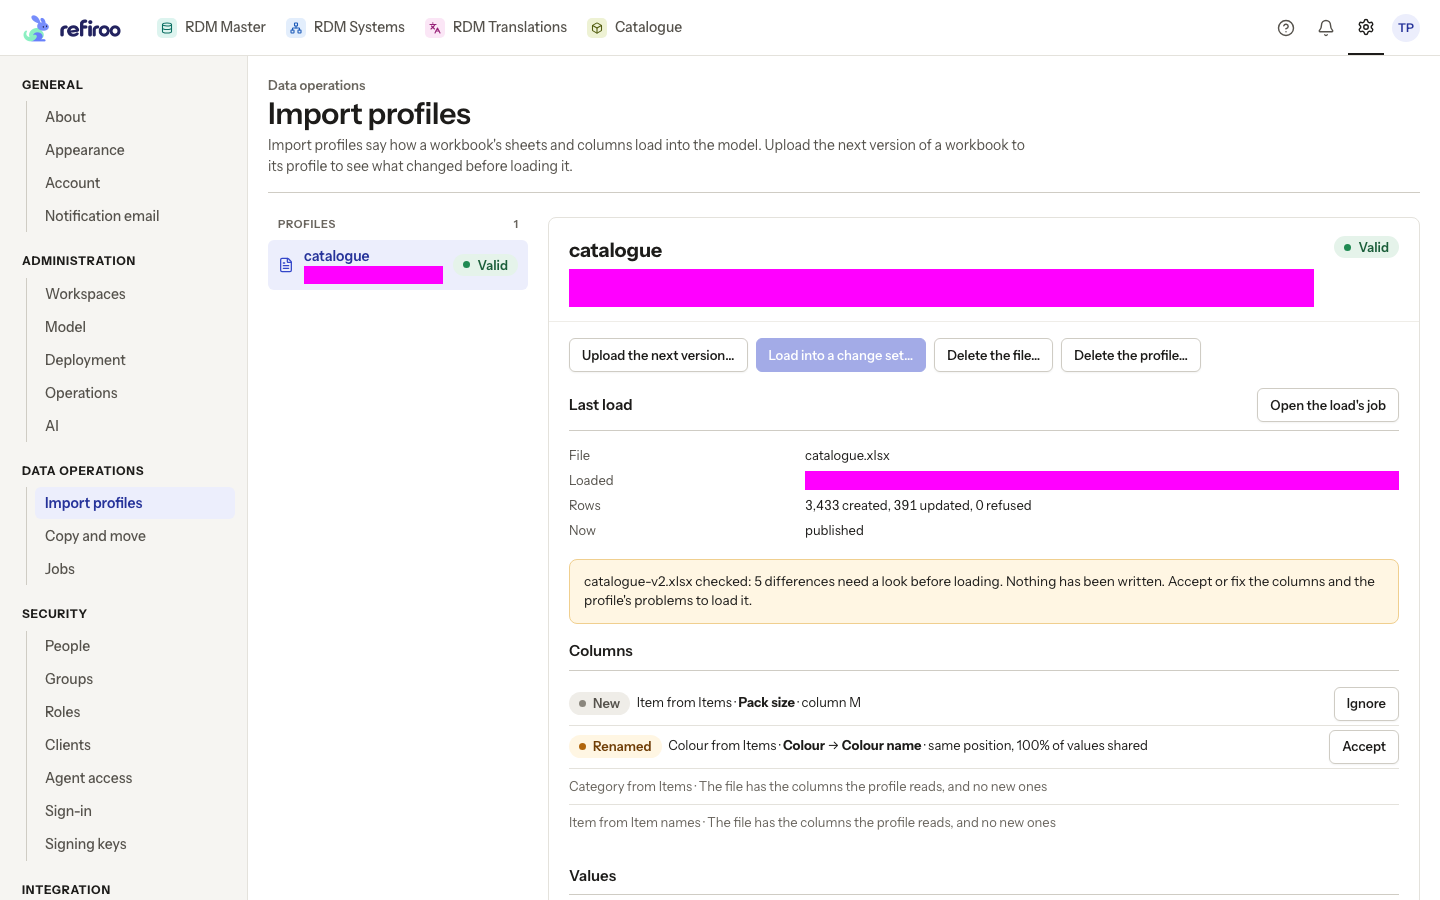 refiroo
RDM Master
RDM Systems
RDM Translations
Catalogue
TP
GENERAL
About
Appearance
Account
Notification email
ADMINISTRATION
Workspaces
Model
Deployment
Operations
AI
DATA OPERATIONS
Import profiles
Copy and move
Jobs
SECURITY
People
Groups
Roles
Clients
Agent access
Sign-in
Signing keys
INTEGRATION
Data operations
Import profiles
Import profiles say how a workbook's sheets and columns load into the model. Upload the next version of a workbook to
its profile to see what changed before loading it.
PROFILES 1
catalogue
Valid
catalogue
Valid
Upload the next version...
Load into a change set...
Delete the file...
Delete the profile...
Last load
Open the load's job
File catalogue.xlsx
Loaded
Rows 3,433 created, 391 updated, 0 refused
Now published
catalogue-v2.xlsx checked: 5 differences need a look before loading. Nothing has been written. Accept or fix the columns and the
profile's problems to load it.
Columns
New Item from Items · Pack size · column M Ignore
Renamed Colour from Items · Colour → Colour name · same position, 100% of values shared Accept
Category from Items · The file has the columns the profile reads, and no new ones
Item from Item names · The file has the columns the profile reads, and no new ones
Values